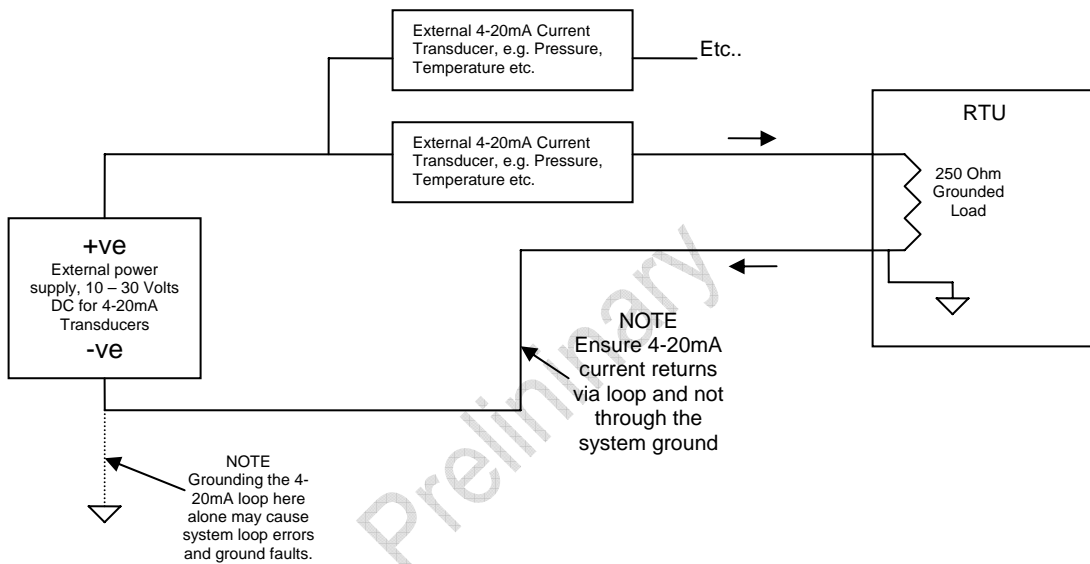 External 4-20mA Current
Transducer, e.g. Pressure,
Temperature etc.
Etc..
RTU
External 4-20mA Current
Transducer, e.g. Pressure,
Temperature etc.
250 Ohm
Grounded
Load
+ve
External power
supply, 10 – 30 Volts
DC for 4-20mA
Transducers
-ve
NOTE
Ensure 4-20mA
current returns
via loop and not
through the
system ground
NOTE
Grounding the 4-
20mA loop here
alone may cause
system loop errors
and ground faults.
Preliminary